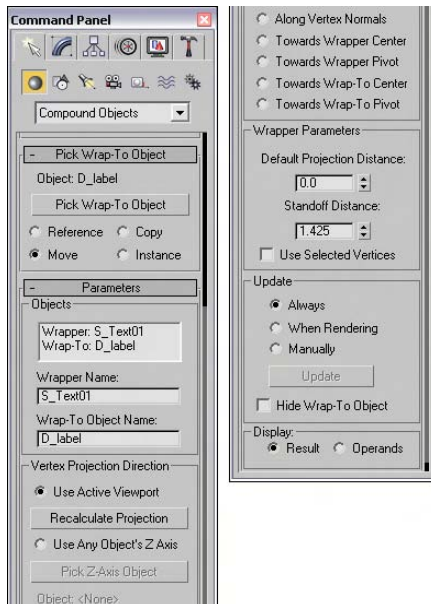 Command Panel
Compound Objects
- Pick Wrap-To Object
Object: D_label
Pick Wrap-To Object
Reference Copy
Move Instance
- Parameters
Objects
Wrapper: S_Text01
Wrap-To: D_label
Wrapper Name:
S_Text01
Wrap-To Object Name:
D_label
Vertex Projection Direction
Use Active Viewport
Recalculate Projection
Use Any Object's Z Axis
Pick Z-Axis Object
Object: <None>
Along Vertex Normals
Towards Wrapper Center
Towards Wrapper Pivot
Towards Wrap-To Center
Towards Wrap-To Pivot
Wrapper Parameters
Default Projection Distance:
0.0
Standoff Distance:
1.425
Use Selected Vertices
Update
Always
When Rendering
Manually
Update
Hide Wrap-To Object
Display:
Result Operands